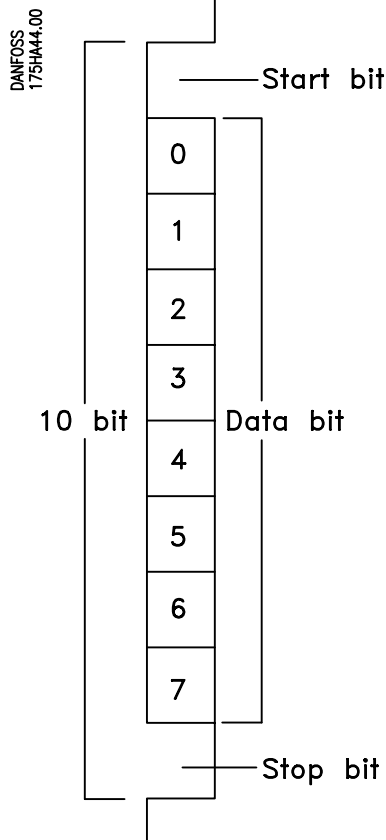 DANFOSS
175HA44.00
Start bit
0
1
2
3
10 bit
Data bit
4
5
6
7
Stop bit